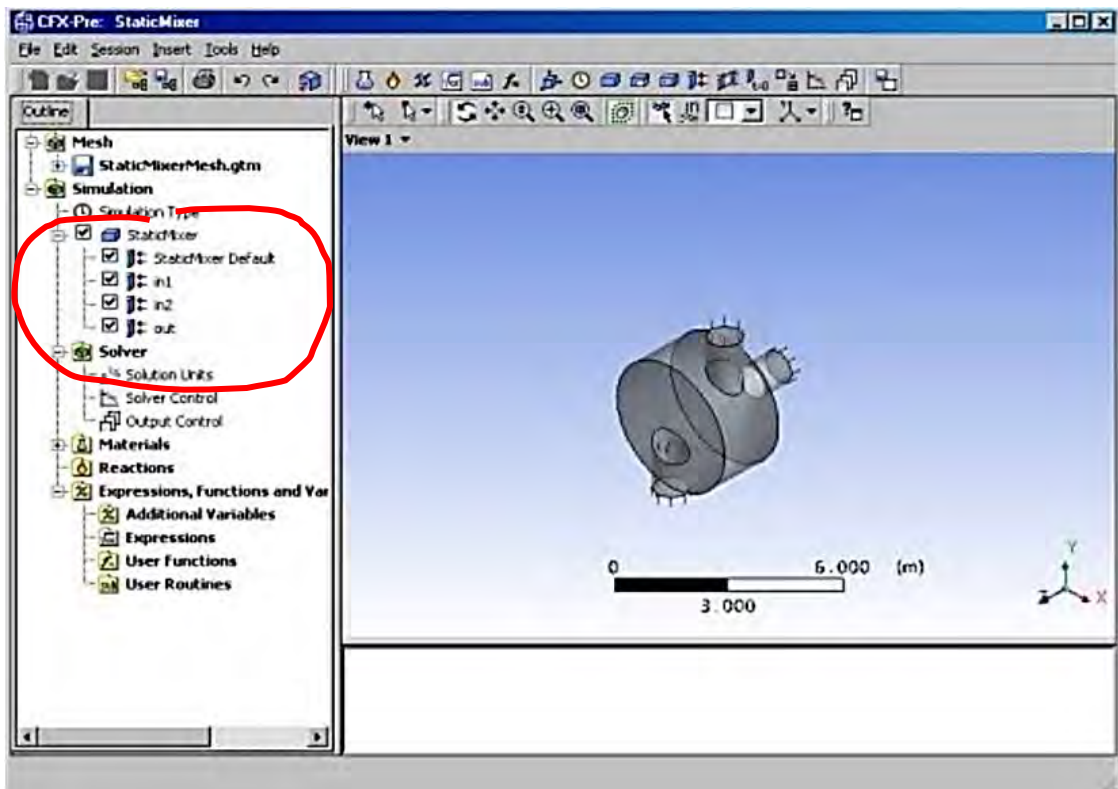 CFX-Pre: StaticMixer
File Edit Session Insert Tools Help
Outline
Mesh
StaticMixerMesh.gtm
Simulation
Simulation Type
StaticMixer
StaticMixer Default
in1
in2
out
Solver
Solution Units
Solver Control
Output Control
Materials
Reactions
Expressions, Functions and Var
Additional Variables
Expressions
User Functions
User Routines
View 1
0 6.000 (m)
3.000
Y
Z X